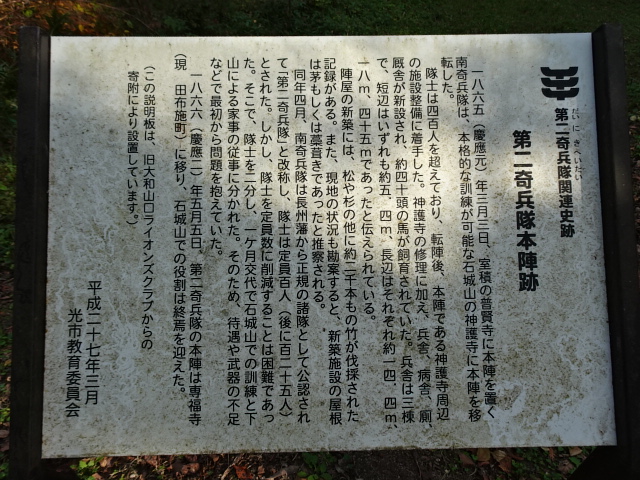 だい に きへいたい
第二奇兵隊関連史跡
第二奇兵隊本陣跡
一八六五（慶應元）年三月三日、室積の普賢寺に本陣を置く
南奇兵隊は、本格的な訓練が可能な石城山の神護寺に本陣を移
転した。
隊士は四百人を超えており、転陣後、本陣である神護寺周辺
の施設整備に着手した。神護寺の修理に加え、兵舎、病舎、廁、
厩舎が新設され、約四十頭の馬が飼育されていた。兵舎は三棟
で、短辺はいずれも約五．四ｍ、長辺はそれぞれ約一四．四ｍ、
一八ｍ、四十五ｍであったと伝えられている。
陣屋の新築には、松や杉の他に約二千本もの竹が伐採された
記録がある。また、現地の状況も勘案すると、新築施設の屋根
は茅もしくは藁葺きであったと推察される。
同年四月、南奇兵隊は長州藩から正規の諸隊として公認され
て「第二奇兵隊」と改称し、隊士は定員百人（後に百二十五人）
とされた。しかし、隊士を定員数に削減することは困難であっ
た。そこで、隊士を二分し、一ケ月交代で石城山での訓練と下
山による家事の従事に分かれた。そのため、待遇や武器の不足
などで最初から問題を抱えていた。
一八六六（慶應二）年五月五日、第二奇兵隊の本陣は専福寺
（現　田布施町）に移り、石城山での役割は終焉を迎えた。
（この説明板は、旧大和山口ライオンズクラブからの
寄附により設置しています。）
平成二十七年三月
光市教育委員会